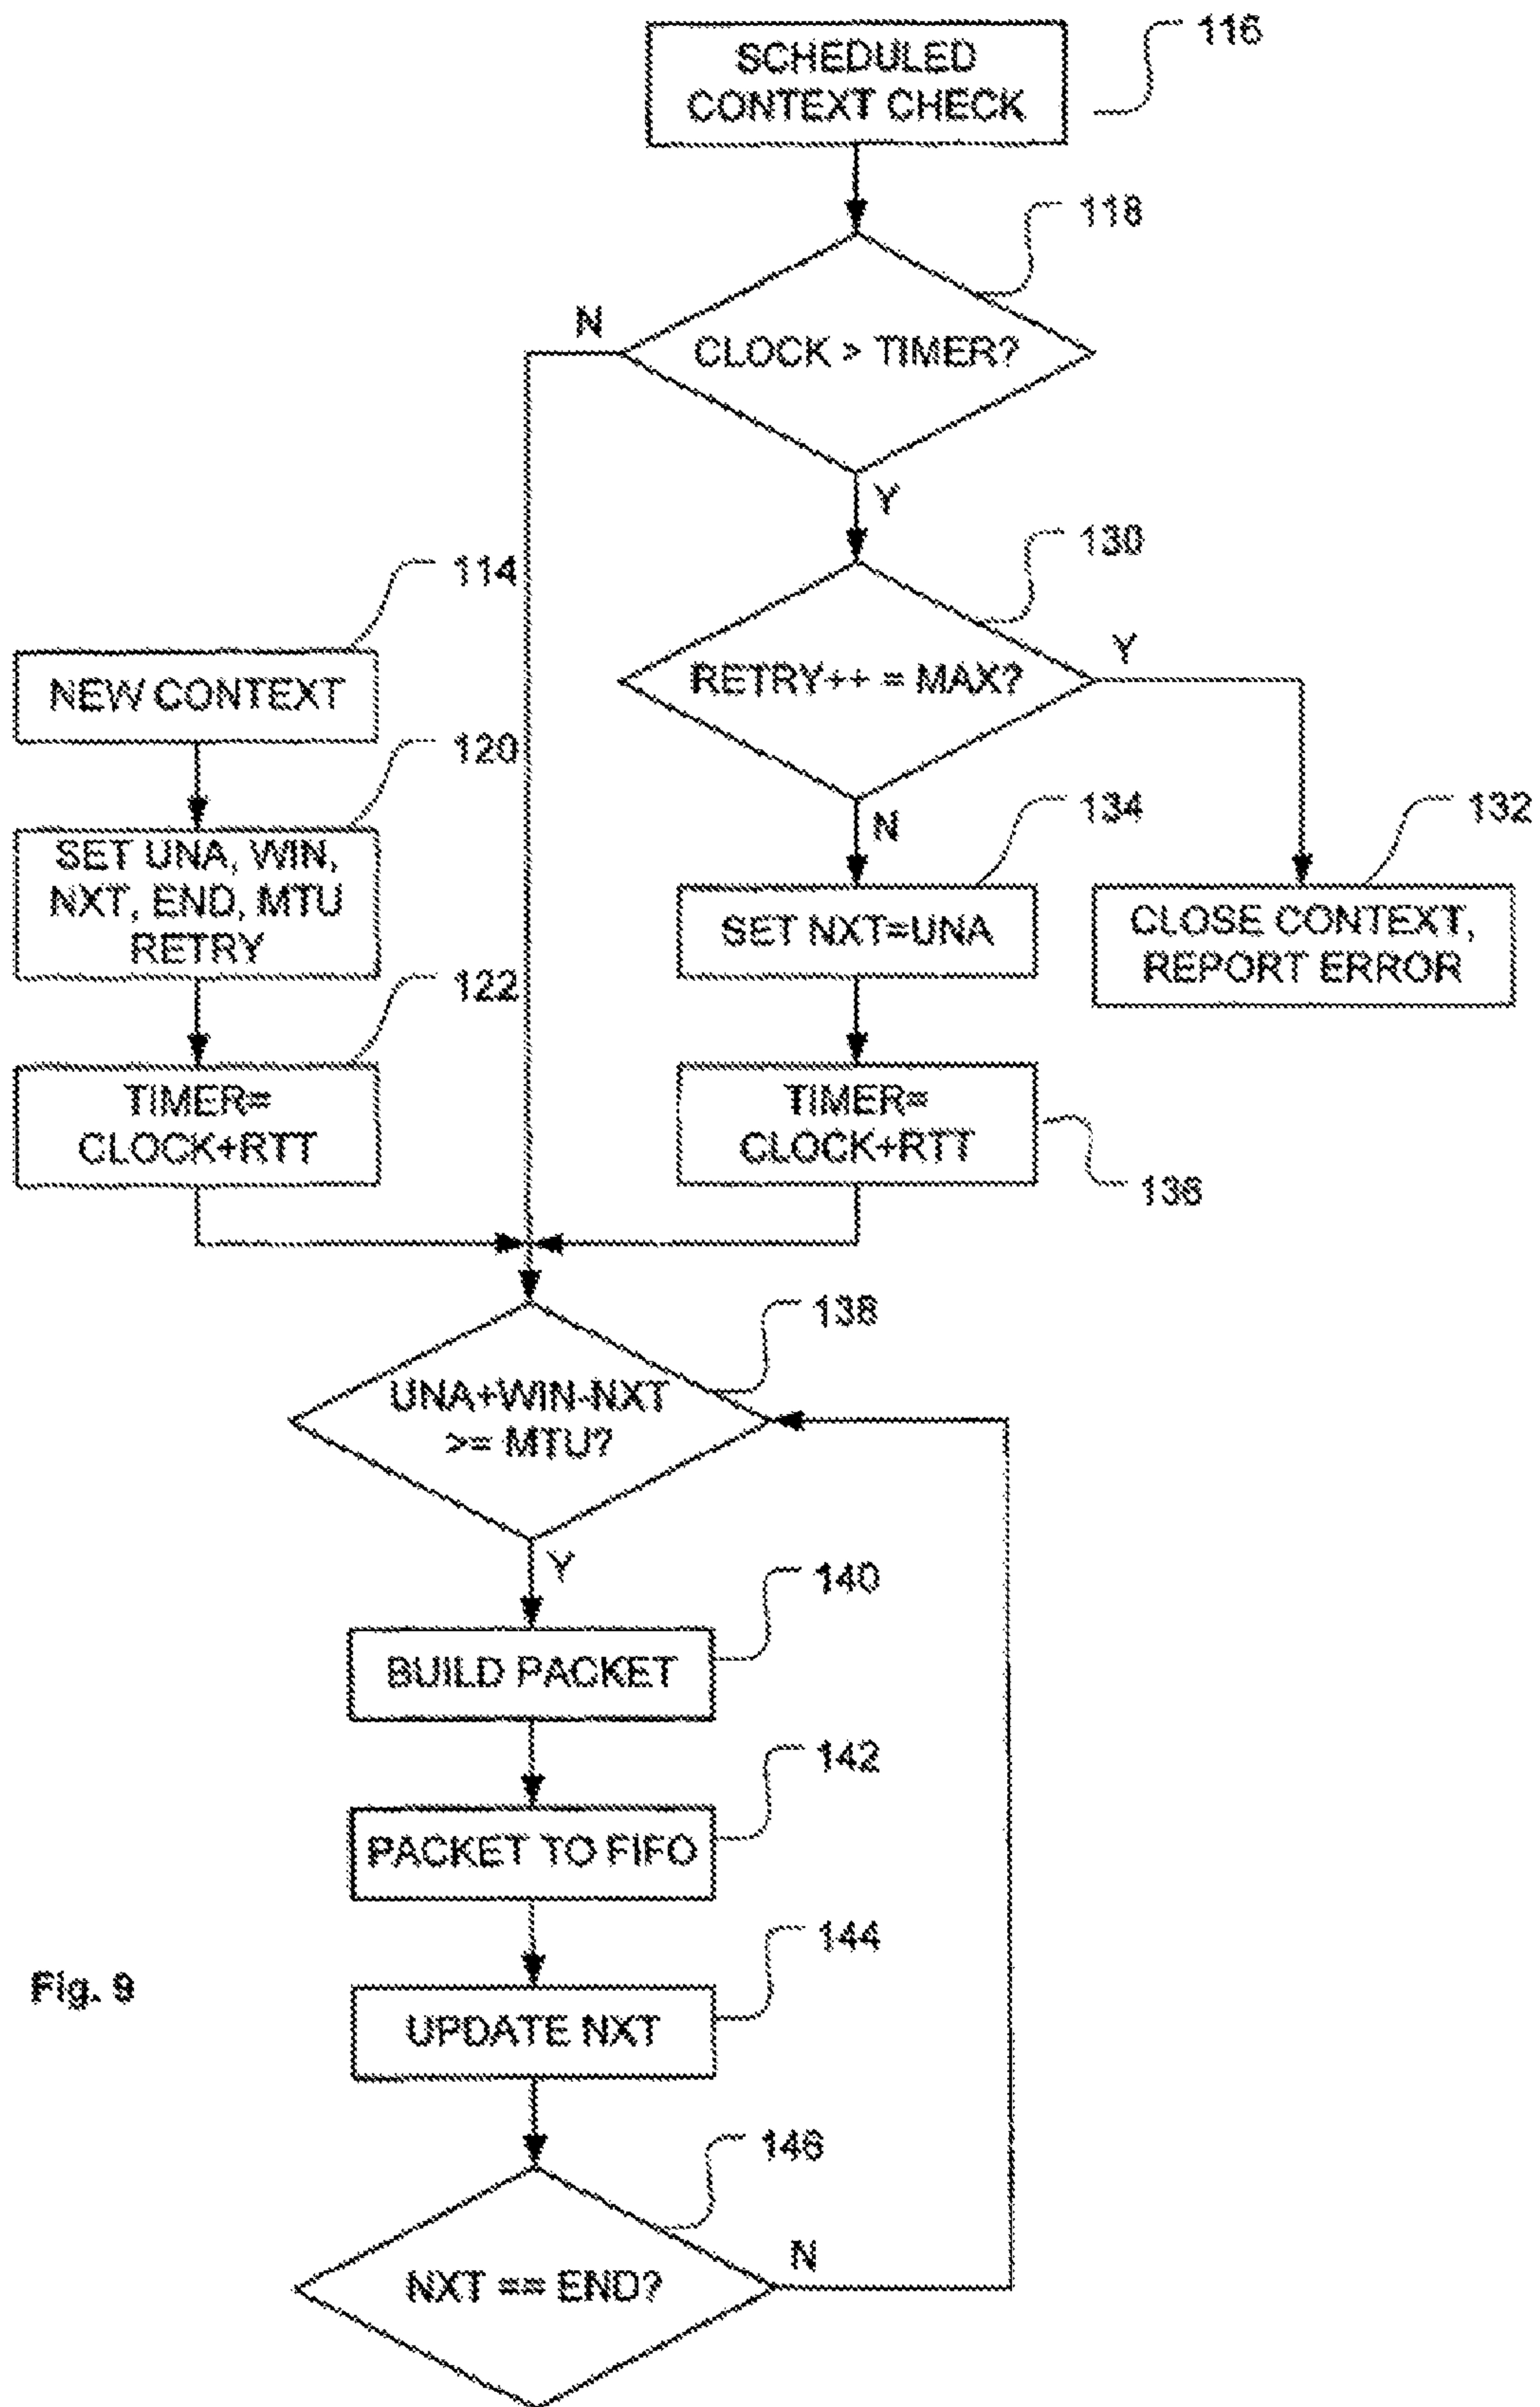 SCHEDULED
CONTEXT CHECK
116
118
CLOCK > TIMER?
N
Y
130
RETRY++ = MAX?
Y
N
114
NEW CONTEXT
120
SET UNA, WIN,
NXT, END, MTU
RETRY
122
TIMER=
CLOCK+RTT
134
SET NXT=UNA
132
CLOSE CONTEXT,
REPORT ERROR
TIMER=
CLOCK+RTT
136
138
UNA+WIN-NXT
>= MTU?
Y
140
BUILD PACKET
142
PACKET TO FIFO
144
UPDATE NXT
146
NXT == END?
N
Fig. 9